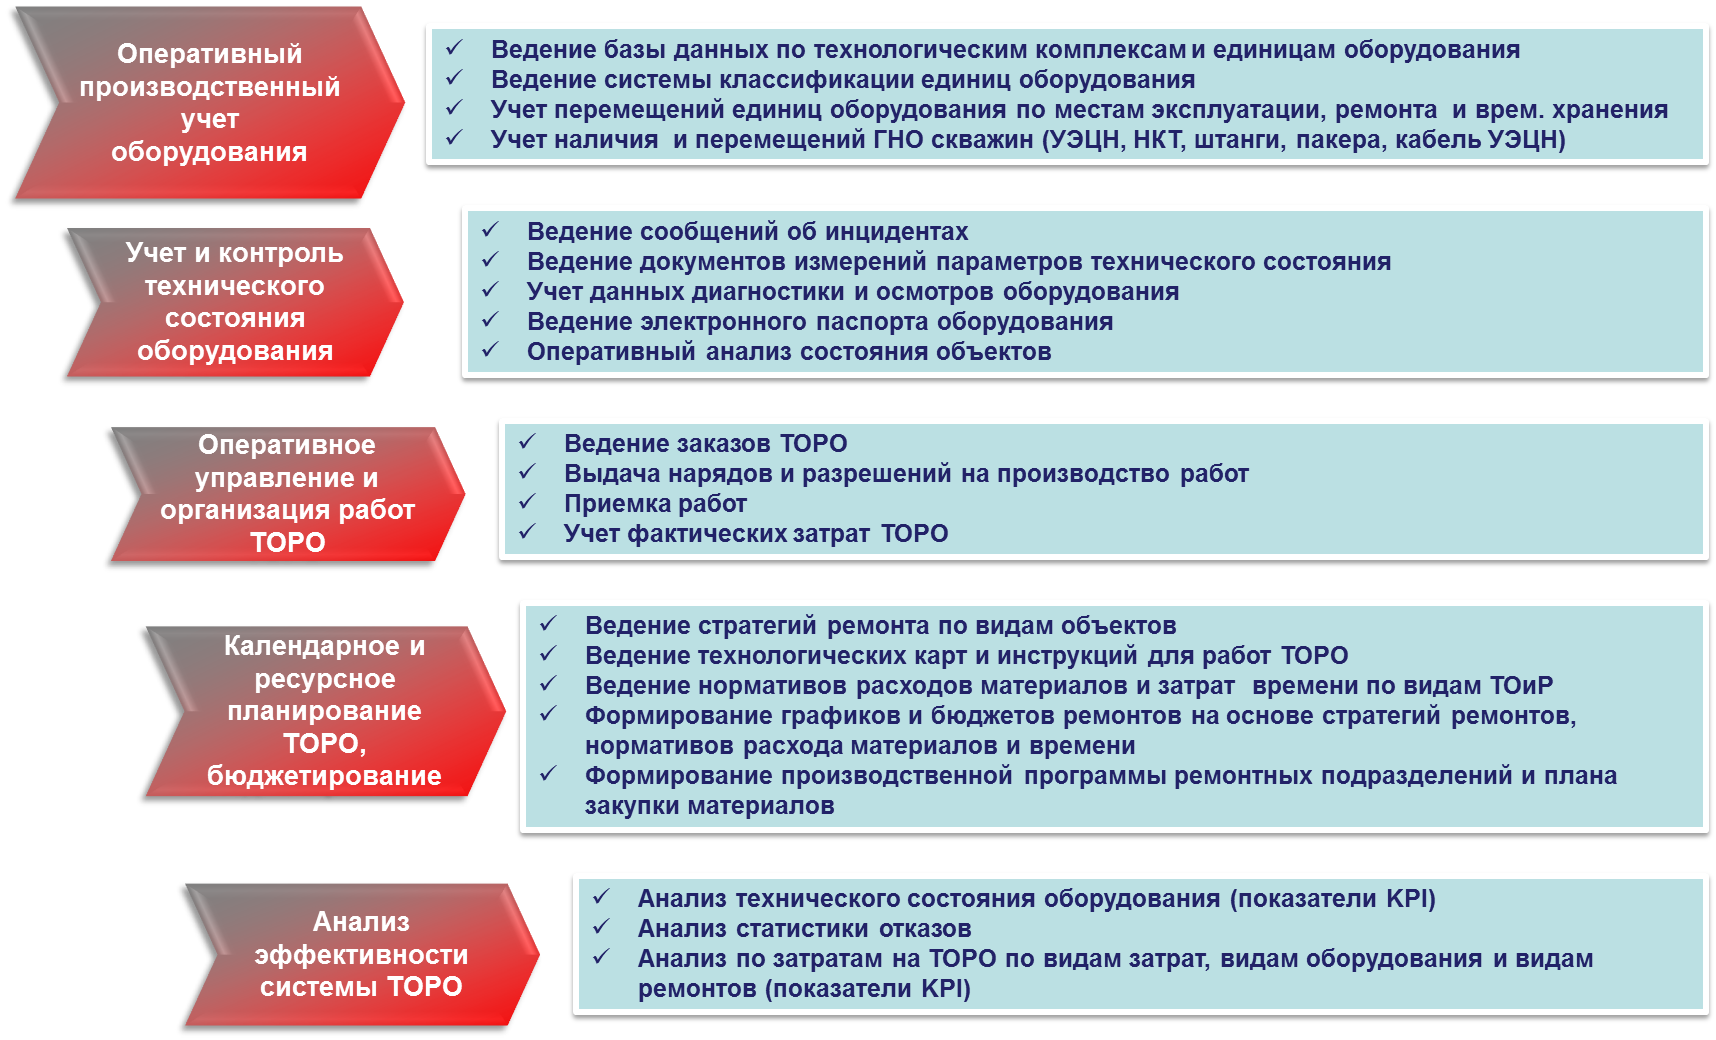 Оперативный
производственный
учет
оборудования
Ведение базы данных по технологическим комплексам и единицам оборудования
Ведение системы классификации единиц оборудования
Учет перемещений единиц оборудования по местам эксплуатации, ремонта и врем. хранения
Учет наличия и перемещений ГНО скважин (УЭЦН, НКТ, штанги, пакера, кабель УЭЦН)
Учет и контроль
технического
состояния
оборудования
Ведение сообщений об инцидентах
Ведение документов измерений параметров технического состояния
Учет данных диагностики и осмотров оборудования
Ведение электронного паспорта оборудования
Оперативный анализ состояния объектов
Оперативное
управление и
организация работ
ТОРО
Ведение заказов ТОРО
Выдача нарядов и разрешений на производство работ
Приемка работ
Учет фактических затрат ТОРО
Календарное и
ресурсное
планирование
ТОРО,
бюджетирование
Ведение стратегий ремонта по видам объектов
Ведение технологических карт и инструкций для работ ТОРО
Ведение нормативов расходов материалов и затрат времени по видам ТОиР
Формирование графиков и бюджетов ремонтов на основе стратегий ремонтов,
нормативов расхода материалов и времени
Формирование производственной программы ремонтных подразделений и плана
закупки материалов
Анализ
эффективности
системы ТОРО
Анализ технического состояния оборудования (показатели KPI)
Анализ статистики отказов
Анализ по затратам на ТОРО по видам затрат, видам оборудования и видам
ремонтов (показатели KPI)